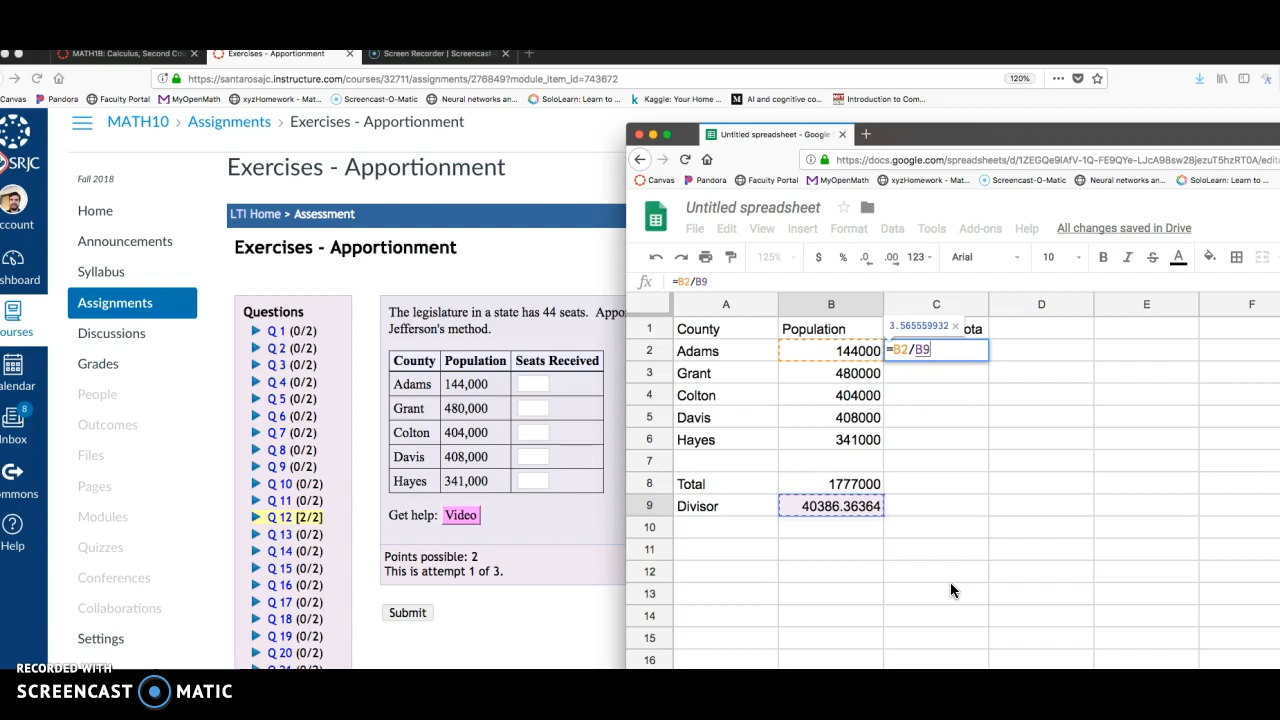 MATH1B: Calculus, Second Co
Exercises - Apportionment
Screen Recorder | Screencast-
https://santarosajc.instructure.com/courses/32711/assignments/276849?module_item_id=743672
120%
Canvas
Pandora
Faculty Portal
MyOpenMath
xyzHomework - Mat...
Screencast-O-Matic
Neural networks an...
SoloLearn: Learn to ...
Kaggle: Your Home ...
AI and cognitive co...
Introduction to Com...
MATH10 > Assignments > Exercises - Apportionment
SRJC
ccount
shboard
ourses
alendar
8
Inbox
ommons
Help
Fall 2018
Home
Announcements
Syllabus
Assignments
Discussions
Grades
People
Outcomes
Files
Pages
Modules
Quizzes
Conferences
Collaborations
Settings
Exercises - Apportionment
LTI Home > Assessment
Exercises - Apportionment
Questions
Q 1 (0/2)
Q 2 (0/2)
Q 3 (0/2)
Q 4 (0/2)
Q 5 (0/2)
Q 6 (0/2)
Q 7 (0/2)
Q 8 (0/2)
Q 9 (0/2)
Q 10 (0/2)
Q 11 (0/2)
Q 12 [2/2]
Q 13 (0/2)
Q 14 (0/2)
Q 15 (0/2)
Q 16 (0/2)
Q 17 (0/2)
Q 18 (0/2)
Q 19 (0/2)
Q 20 (0/2)
The legislature in a state has 44 seats. Appo
Jefferson's method.
County Population Seats Received
Adams 144,000
Grant 480,000
Colton 404,000
Davis 408,000
Hayes 341,000
Get help: Video
Points possible: 2
This is attempt 1 of 3.
Submit
Untitled spreadsheet - Google
https://docs.google.com/spreadsheets/d/1ZEGQe9lAfV-1Q-FE9QYe-LJcA98sw28jezuT5hzRT0A/edit
Canvas
Pandora
Faculty Portal
MyOpenMath
xyzHomework - Mat...
Screencast-O-Matic
Neural networks an...
SoloLearn: Learn to ...
Untitled spreadsheet
File Edit View Insert Format Data Tools Add-ons Help All changes saved in Drive
125% $ % .0 .00 123 Arial 10 B I S A
fx =B2/B9
A B C D E F
1 County Population ota
3.565559932 ×
2 Adams 144000 =B2/B9
3 Grant 480000
4 Colton 404000
5 Davis 408000
6 Hayes 341000
7
8 Total 1777000
9 Divisor 40386.36364
10
11
12
13
14
15
16
RECORDED WITH
SCREENCAST MATIC